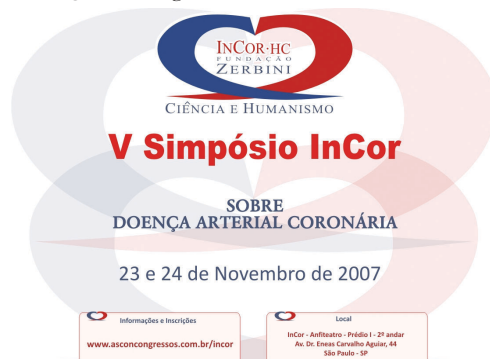 InCor·HC
FUNDAÇÃO
ZERBINI
CIÊNCIA E HUMANISMO
V Simpósio InCor
SOBRE
DOENÇA ARTERIAL CORONÁRIA
23 e 24 de Novembro de 2007
Informações e Inscrições
www.asconcongressos.com.br/incor
Local
InCor - Anfiteatro - Prédio I - 2º andar
Av. Dr. Eneas Carvalho Aguiar, 44
São Paulo - SP